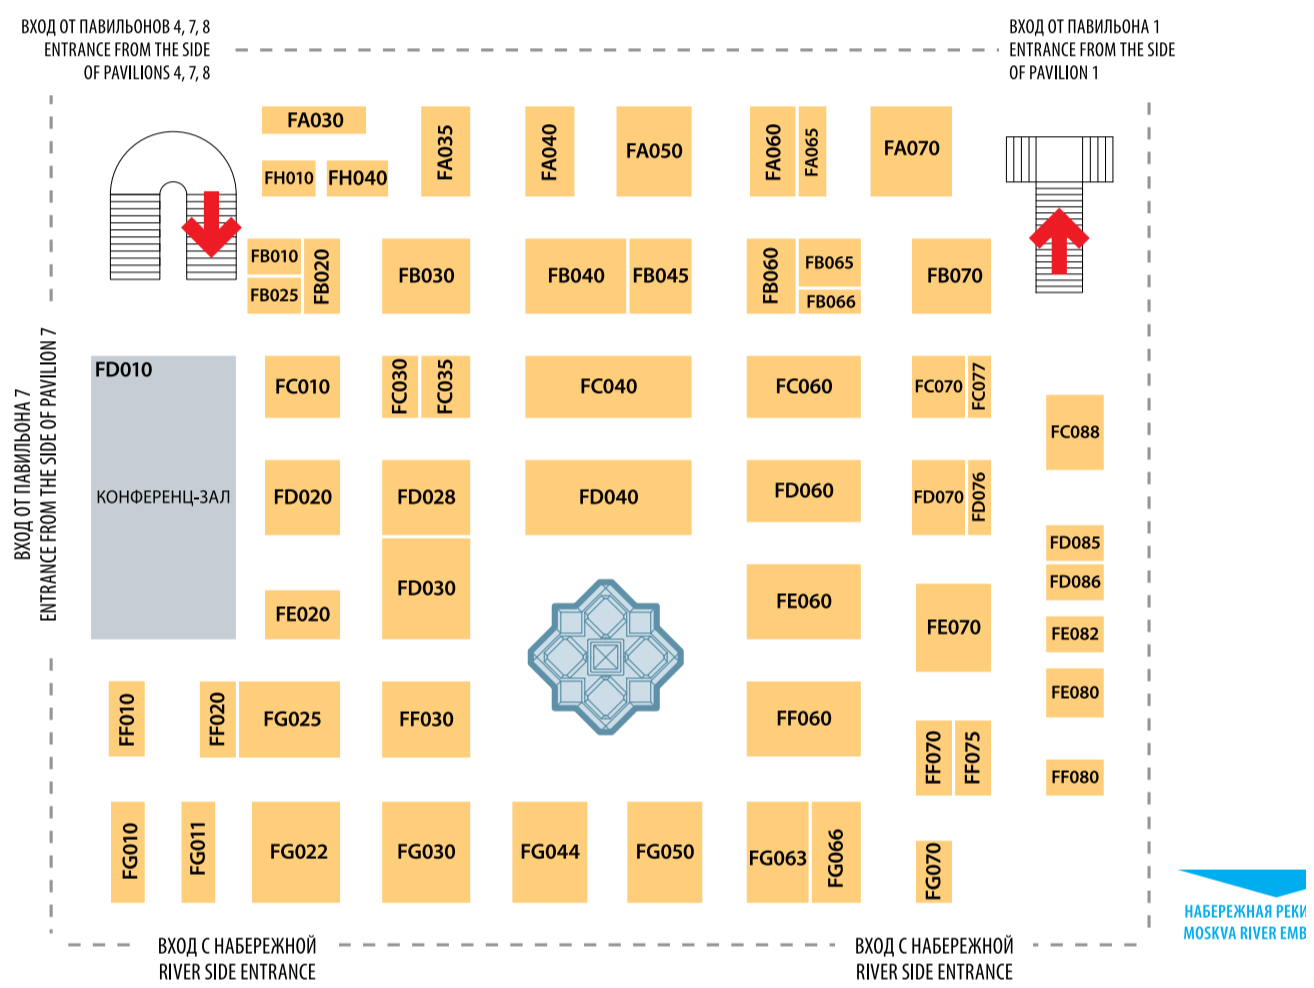 ВХОД ОТ ПАВИЛЬОНОВ 4, 7, 8
ENTRANCE FROM THE SIDE
OF PAVILIONS 4, 7, 8
ВХОД ОТ ПАВИЛЬОНА 1
ENTRANCE FROM THE SIDE
OF PAVILION 1
FA030
FA035
FA040
FA050
FA060
FA065
FA070
FH010
FH040
FB010
FB025
FB020
FB030
FB040
FB045
FB060
FB065
FB066
FB070
ВХОД ОТ ПАВИЛЬОНА 7
ENTRANCE FROM THE SIDE OF PAVILION 7
FD010
КОНФЕРЕНЦ-ЗАЛ
FC010
FC030
FC035
FC040
FC060
FC070
FC077
FC088
FD020
FD028
FD040
FD060
FD070
FD076
FD085
FD086
FD030
FE020
FE060
FE070
FE082
FE080
FF010
FF020
FG025
FF030
FF060
FF070
FF075
FF080
FG010
FG011
FG022
FG030
FG044
FG050
FG063
FG066
FG070
НАБЕРЕЖНАЯ РЕКИ
MOSKVA RIVER EMB
ВХОД С НАБЕРЕЖНОЙ
RIVER SIDE ENTRANCE
ВХОД С НАБЕРЕЖНОЙ
RIVER SIDE ENTRANCE